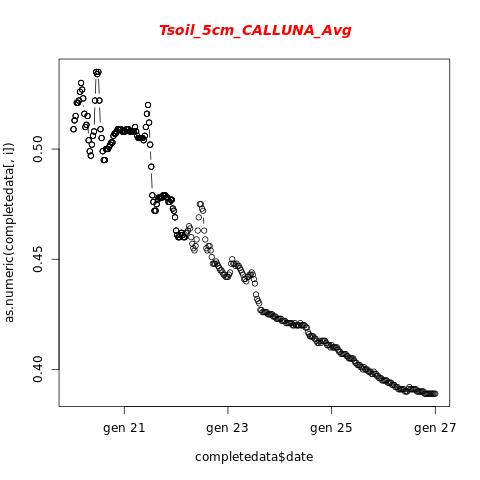 Tsoil_5cm_CALLUNA_Avg
as.numeric(completedata[, i])
0.50
0.45
0.40
gen 21 gen 23 gen 25 gen 27
completedata$date